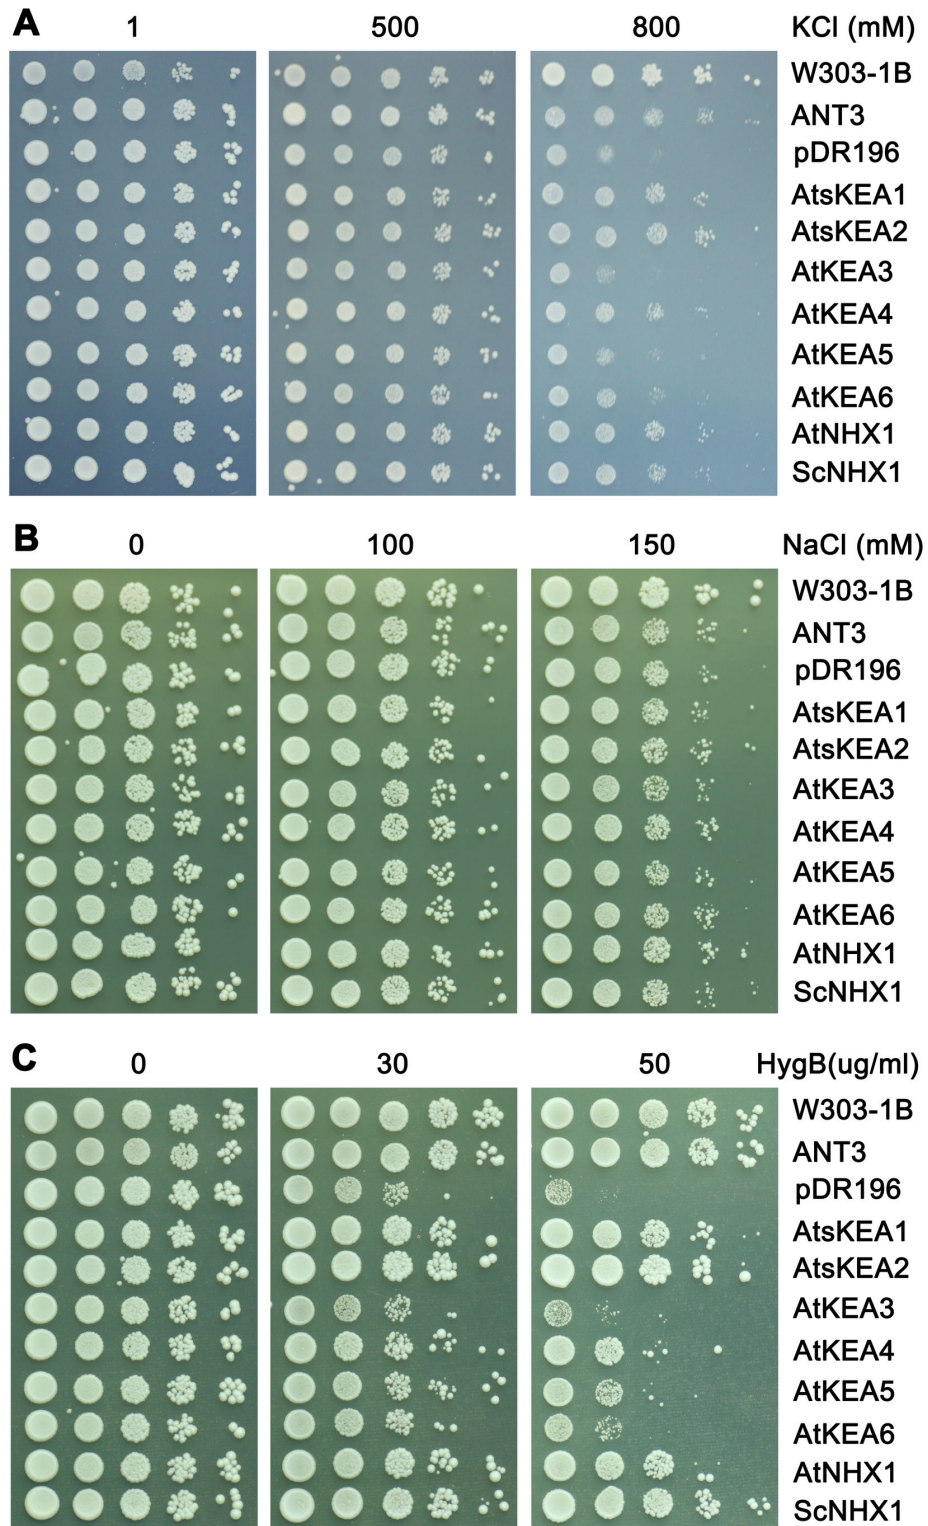 A 1 500 800 KCl (mM)
W303-1B
ANT3
pDR196
AtsKEA1
AtsKEA2
AtKEA3
AtKEA4
AtKEA5
AtKEA6
AtNHX1
ScNHX1
B 0 100 150 NaCl (mM)
W303-1B
ANT3
pDR196
AtsKEA1
AtsKEA2
AtKEA3
AtKEA4
AtKEA5
AtKEA6
AtNHX1
ScNHX1
C 0 30 50 HygB(ug/ml)
W303-1B
ANT3
pDR196
AtsKEA1
AtsKEA2
AtKEA3
AtKEA4
AtKEA5
AtKEA6
AtNHX1
ScNHX1